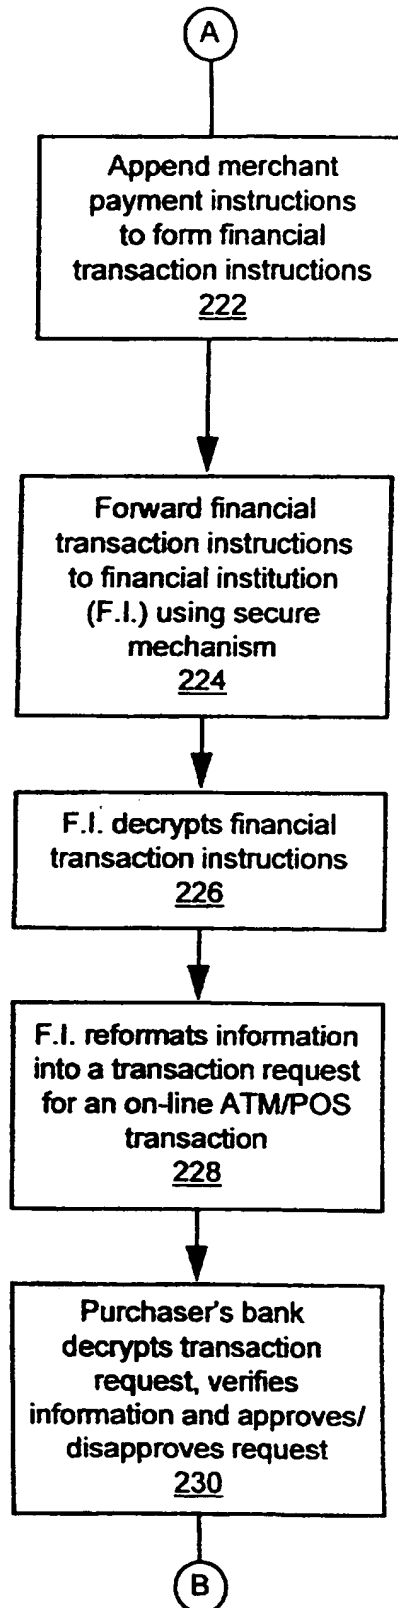 A
Append merchant
payment instructions
to form financial
transaction instructions
222
Forward financial
transaction instructions
to financial institution
(F.I.) using secure
mechanism
224
F.I. decrypts financial
transaction instructions
226
F.I. reformats information
into a transaction request
for an on-line ATM/POS
transaction
228
Purchaser's bank
decrypts transaction
request, verifies
information and approves/
disapproves request
230
B